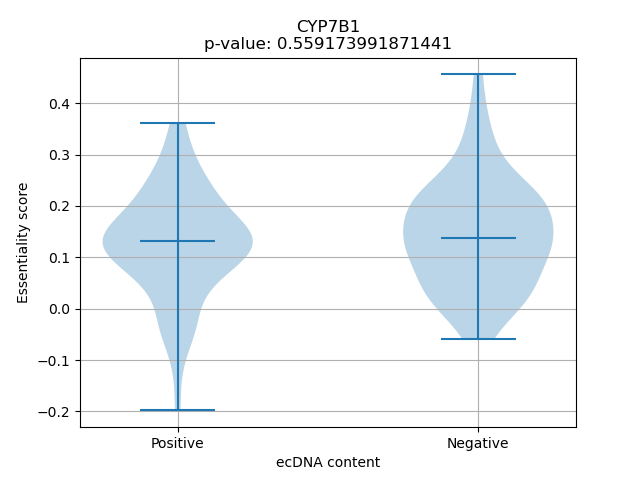 CYP7B1
p-value: 0.559173991871441
Essentiality score
0.4
0.3
0.2
0.1
0.0
−0.1
−0.2
Positive
Negative
ecDNA content